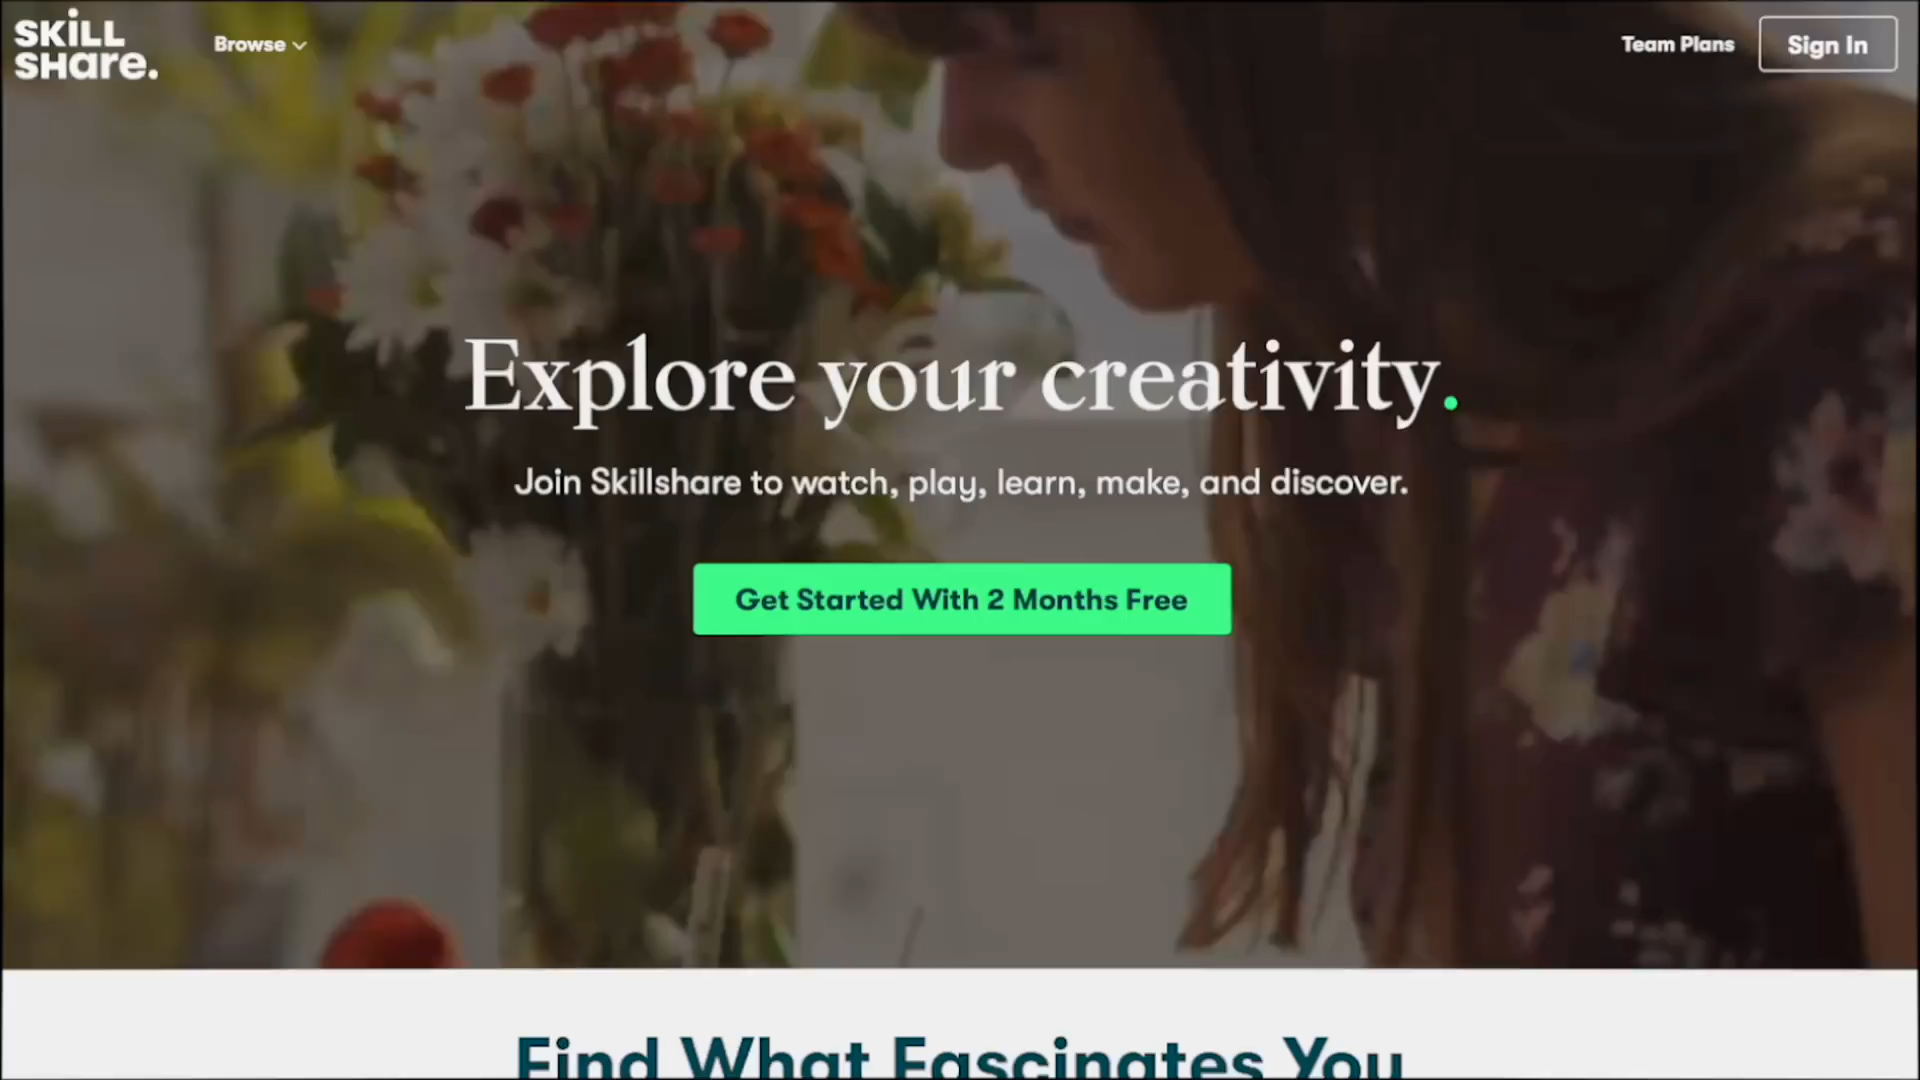 SKILL
SHare.
Browse
Team Plans
Sign In
Explore your creativity.
Join Skillshare to watch, play, learn, make, and discover.
Get Started With 2 Months Free
Find What Fascinates You